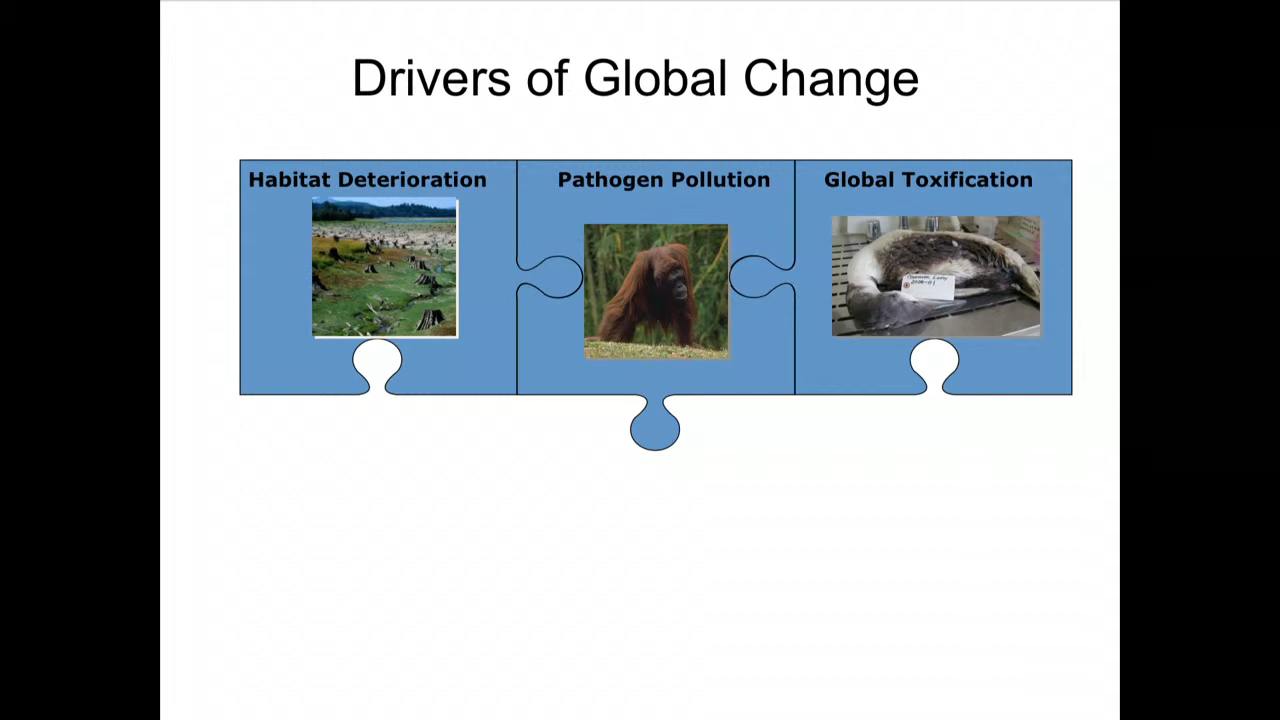 Drivers of Global Change
Habitat Deterioration
Pathogen Pollution
Global Toxification